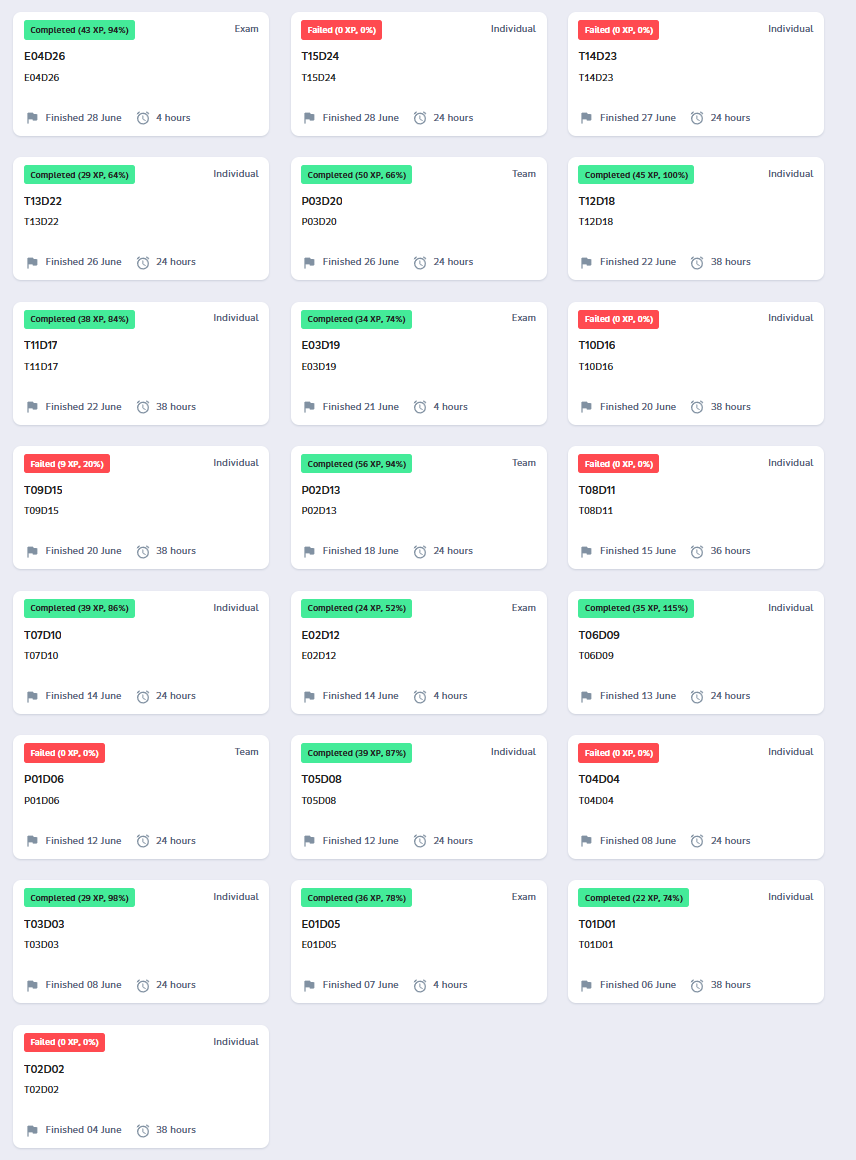 Completed (43 XP, 94%) Exam
E04D26
E04D26
Finished 28 June 4 hours
Failed (0 XP, 0%) Individual
T15D24
T15D24
Finished 28 June 24 hours
Failed (0 XP, 0%) Individual
T14D23
T14D23
Finished 27 June 24 hours
Completed (29 XP, 64%) Individual
T13D22
T13D22
Finished 26 June 24 hours
Completed (50 XP, 66%) Team
P03D20
P03D20
Finished 26 June 24 hours
Completed (45 XP, 100%) Individual
T12D18
T12D18
Finished 22 June 38 hours
Completed (38 XP, 84%) Individual
T11D17
T11D17
Finished 22 June 38 hours
Completed (34 XP, 74%) Exam
E03D19
E03D19
Finished 21 June 4 hours
Failed (0 XP, 0%) Individual
T10D16
T10D16
Finished 20 June 38 hours
Failed (9 XP, 20%) Individual
T09D15
T09D15
Finished 20 June 38 hours
Completed (56 XP, 94%) Team
P02D13
P02D13
Finished 18 June 24 hours
Failed (0 XP, 0%) Individual
T08D11
T08D11
Finished 15 June 36 hours
Completed (39 XP, 86%) Individual
T07D10
T07D10
Finished 14 June 24 hours
Completed (24 XP, 52%) Exam
E02D12
E02D12
Finished 14 June 4 hours
Completed (35 XP, 115%) Individual
T06D09
T06D09
Finished 13 June 24 hours
Failed (0 XP, 0%) Team
P01D06
P01D06
Finished 12 June 24 hours
Completed (39 XP, 87%) Individual
T05D08
T05D08
Finished 12 June 24 hours
Failed (0 XP, 0%) Individual
T04D04
T04D04
Finished 08 June 24 hours
Completed (29 XP, 98%) Individual
T03D03
T03D03
Finished 08 June 24 hours
Completed (36 XP, 78%) Exam
E01D05
E01D05
Finished 07 June 4 hours
Completed (22 XP, 74%) Individual
T01D01
T01D01
Finished 06 June 38 hours
Failed (0 XP, 0%) Individual
T02D02
T02D02
Finished 04 June 38 hours